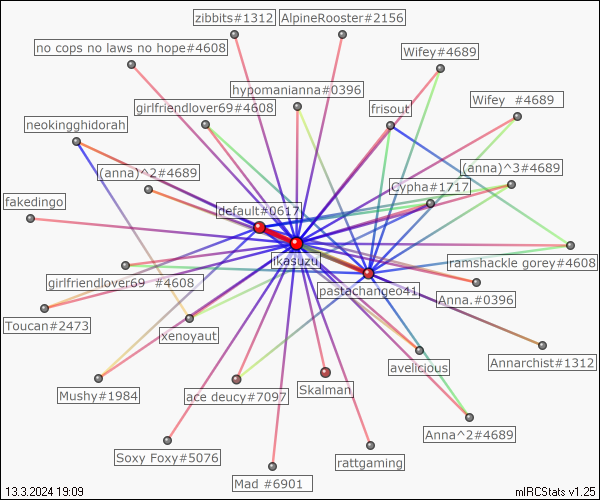 zibbits#1312
AlpineRooster#2156
no cops no laws no hope#4608
Wifey#4689
hypomanianna#0396
Wifey  #4689
girlfriendlover69#4608
frisout
neokingghidorah
(anna)^2#4689
(anna)^3#4689
Cypha#1717
fakedingo
default#0617
ikasuzu
ramshackle gorey#4608
girlfriendlover69  #4608
pastachangeo41
Anna.#0396
Toucan#2473
xenoyaut
Annarchist#1312
avelicious
Mushy#1984
ace deucy#7097
Skalman
Anna^2#4689
Soxy Foxy#5076
rattgaming
Mad #6901
13.3.2024 19:09
mIRCStats v1.25